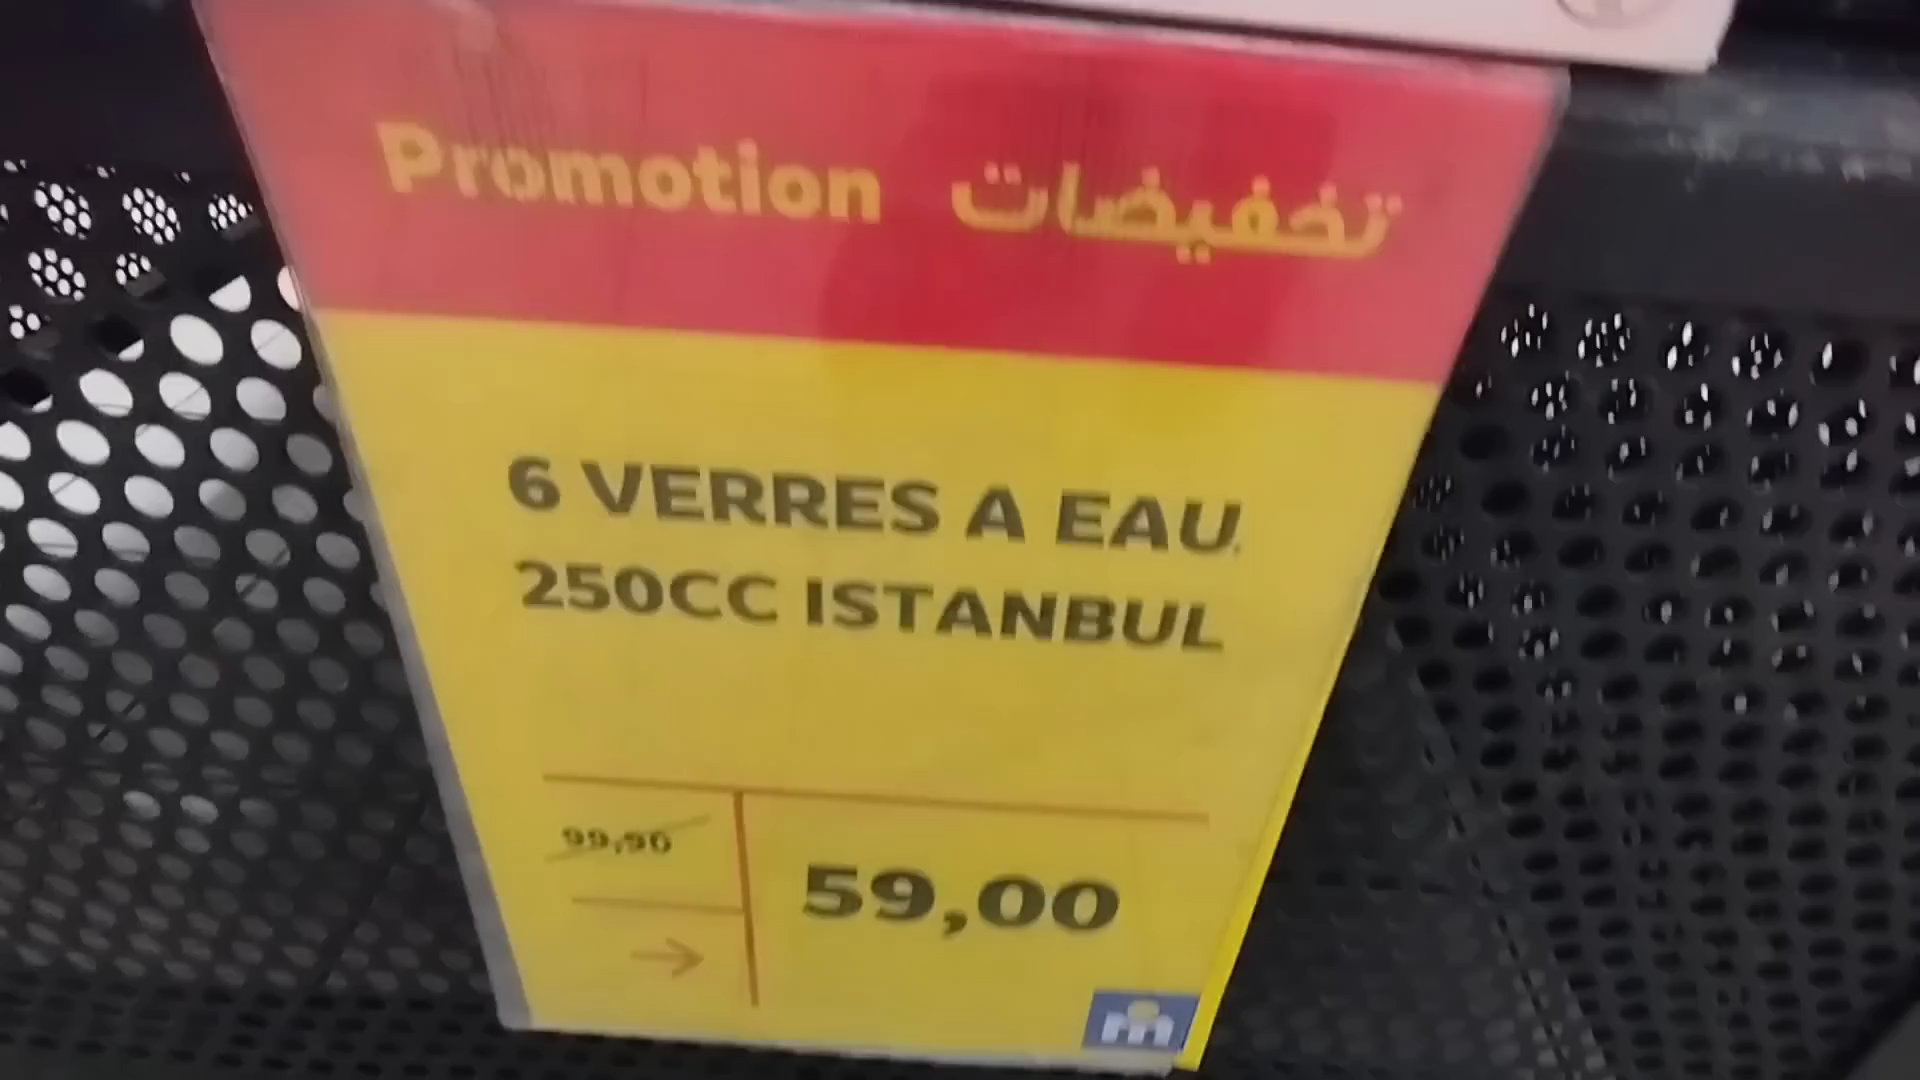 Promotion تخفيضات
6 VERRES A EAU
250CC ISTANBUL
99,90
59,00
m